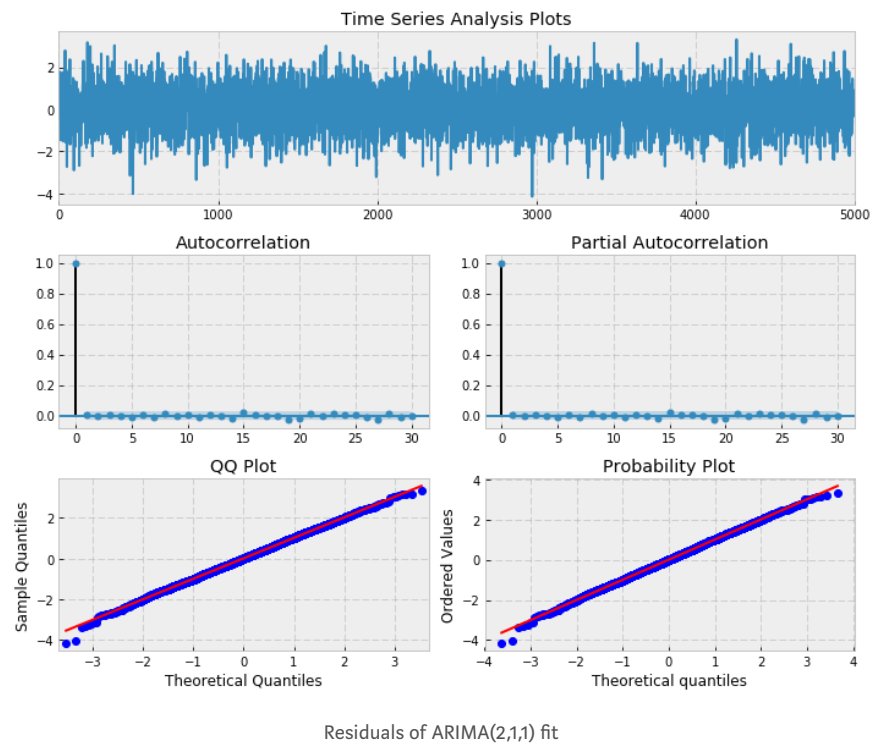 Time Series Analysis Plots
2
0
−2
−4
0 1000 2000 3000 4000 5000
Autocorrelation Partial Autocorrelation
1.0 1.0
0.8 0.8
0.6 0.6
0.4 0.4
0.2 0.2
0.0 0.0
0 5 10 15 20 25 30 0 5 10 15 20 25 30
QQ Plot Probability Plot
Sample Quantiles
2
0
−2
−4
−3 −2 −1 0 1 2 3
Theoretical Quantiles
Ordered Values
4
2
0
−2
−4
−4 −3 −2 −1 0 1 2 3 4
Theoretical quantiles
Residuals of ARIMA(2,1,1) fit